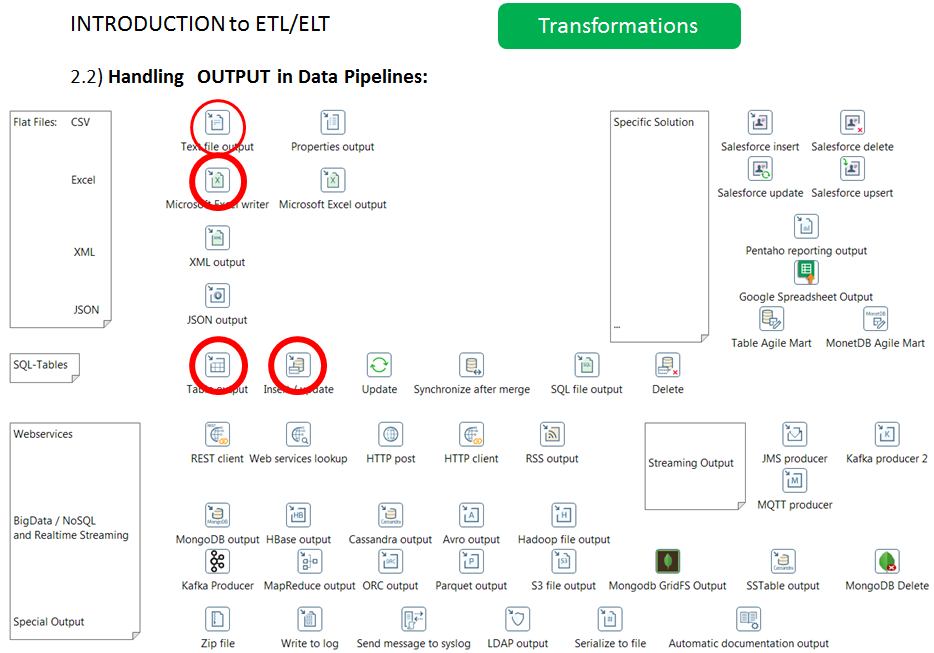 INTRODUCTION to ETL/ELT
Transformations
2.2) Handling OUTPUT in Data Pipelines:
Flat Files: CSV
Excel
XML
JSON
Text file output
Properties output
Microsoft Excel writer
Microsoft Excel output
XML output
JSON output
Specific Solution
...
Salesforce insert
Salesforce delete
Salesforce update
Salesforce upsert
Pentaho reporting output
Google Spreadsheet Output
MonetDB
Table Agile Mart
MonetDB Agile Mart
SQL-Tables
Table output
Insert / update
Update
Synchronize after merge
SQL file output
Delete
Webservices
BigData / NoSQL
and Realtime Streaming
Special Output
REST client
Web services lookup
HTTP post
HTTP client
RSS output
Streaming Output
JMS producer
Kafka producer 2
MQTT producer
MongoDB output
HBase output
Cassandra output
Avro output
Hadoop file output
Kafka Producer
MapReduce output
ORC output
Parquet output
S3 file output
Mongodb GridFS Output
SSTable output
MongoDB Delete
Zip file
Write to log
Send message to syslog
LDAP output
Serialize to file
Automatic documentation output